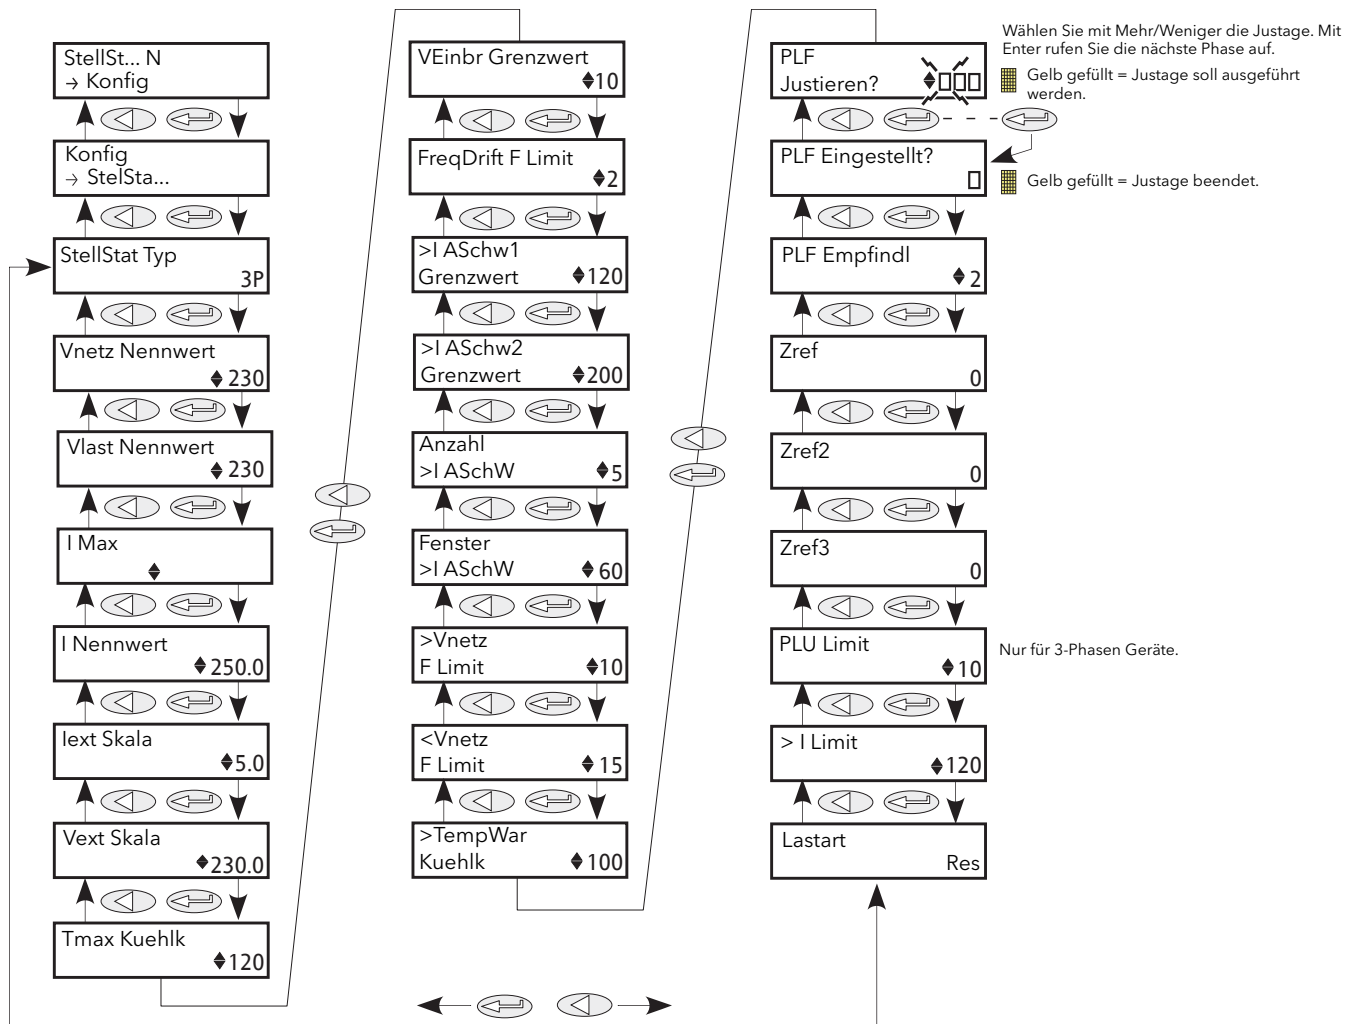 StellSt... N
→ Konfig
Konfig
→ StelSta...
StellStat Typ
3P
Vnetz Nennwert
230
Vlast Nennwert
230
I Max
I Nennwert
250.0
Iext Skala
5.0
Vext Skala
230.0
Tmax Kuehlk
120
VEinbr Grenzwert
10
FreqDrift F Limit
2
>I ASchw1
Grenzwert 120
>I ASchw2
Grenzwert 200
Anzahl
>I ASchW 5
Fenster
>I ASchW 60
>Vnetz
F Limit 10
<Vnetz
F Limit 15
>TempWar
Kuehlk 100
PLF
Justieren?
PLF Eingestellt?
PLF Empfindl
2
Zref
0
Zref2
0
Zref3
0
PLU Limit
10
> I Limit
120
Lastart
Res
Wählen Sie mit Mehr/Weniger die Justage. Mit
Enter rufen Sie die nächste Phase auf.
Gelb gefüllt = Justage soll ausgeführt
werden.
Gelb gefüllt = Justage beendet.
Nur für 3-Phasen Geräte.